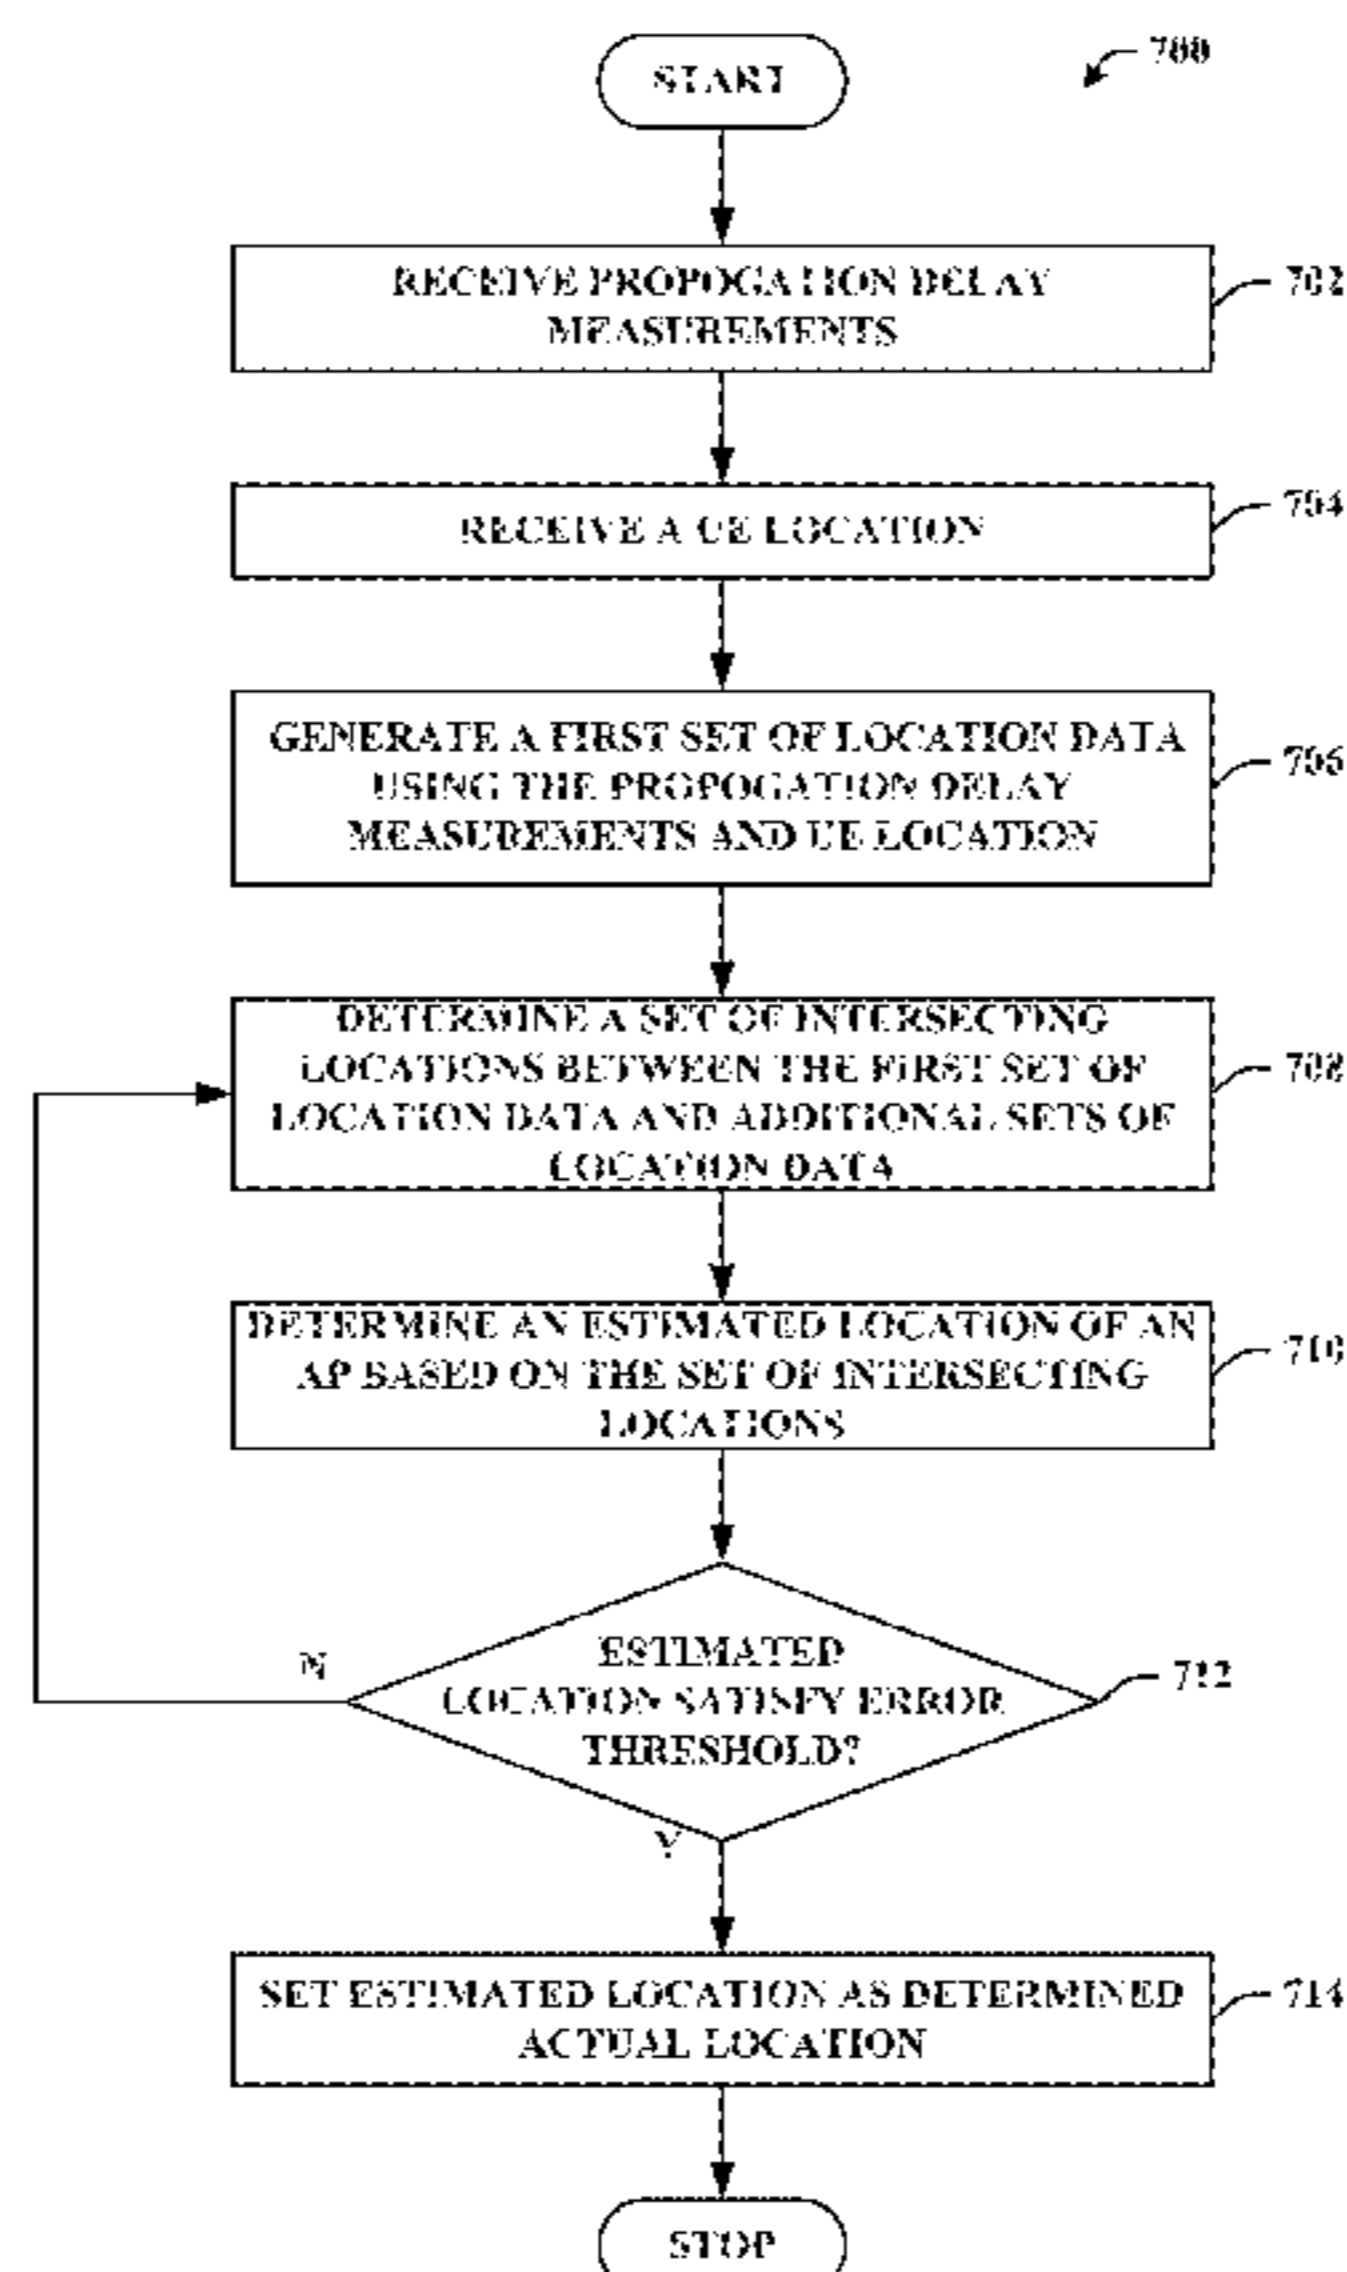 700
START
RECEIVE PROPOGATION DELAY
MEASUREMENTS
702
RECEIVE A UE LOCATION
704
GENERATE A FIRST SET OF LOCATION DATA
USING THE PROPOGATION DELAY
MEASUREMENTS AND UE LOCATION
706
DETERMINE A SET OF INTERSECTING
LOCATIONS BETWEEN THE FIRST SET OF
LOCATION DATA AND ADDITIONAL SETS OF
LOCATION DATA
708
DETERMINE AN ESTIMATED LOCATION OF AN
AP BASED ON THE SET OF INTERSECTING
LOCATIONS
710
N
ESTIMATED
LOCATION SATISFY ERROR
THRESHOLD?
712
Y
SET ESTIMATED LOCATION AS DETERMINED
ACTUAL LOCATION
714
STOP